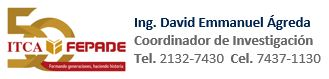 50
ITCA FEPADE
Formando generaciones, haciendo historia
Ing. David Emmanuel Ágreda
Coordinador de Investigación
Tel. 2132-7430 Cel. 7437-1130